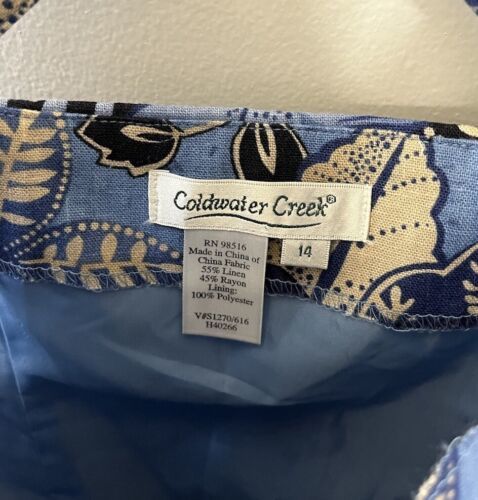 Coldwater Creek®
14
RN 98516
Made in China of
China Fabric
55% Linen
45% Rayon
Lining:
100% Polyester
V#S1270/616
H40266